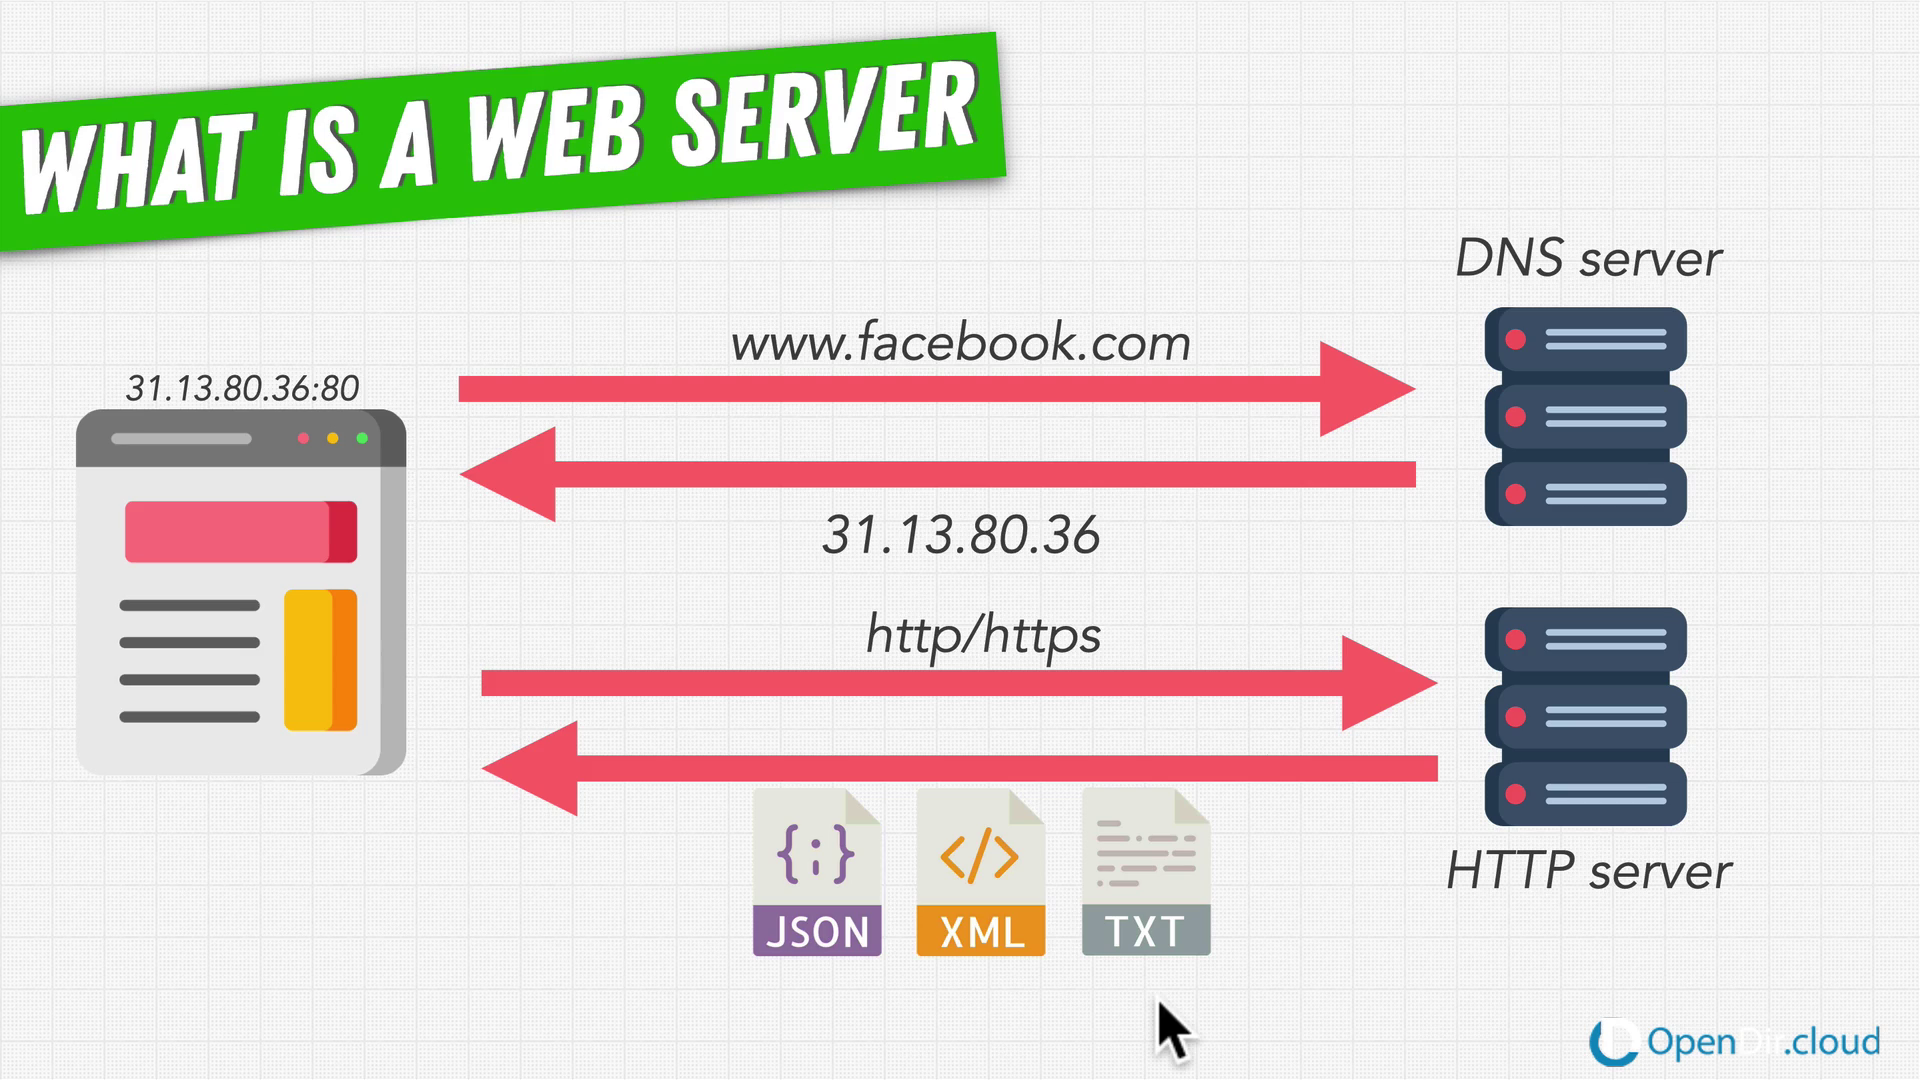 WHAT IS A WEB SERVER
DNS server
www.facebook.com
31.13.80.36:80
31.13.80.36
http/https
HTTP server
JSON
XML
TXT
OpenDir.cloud